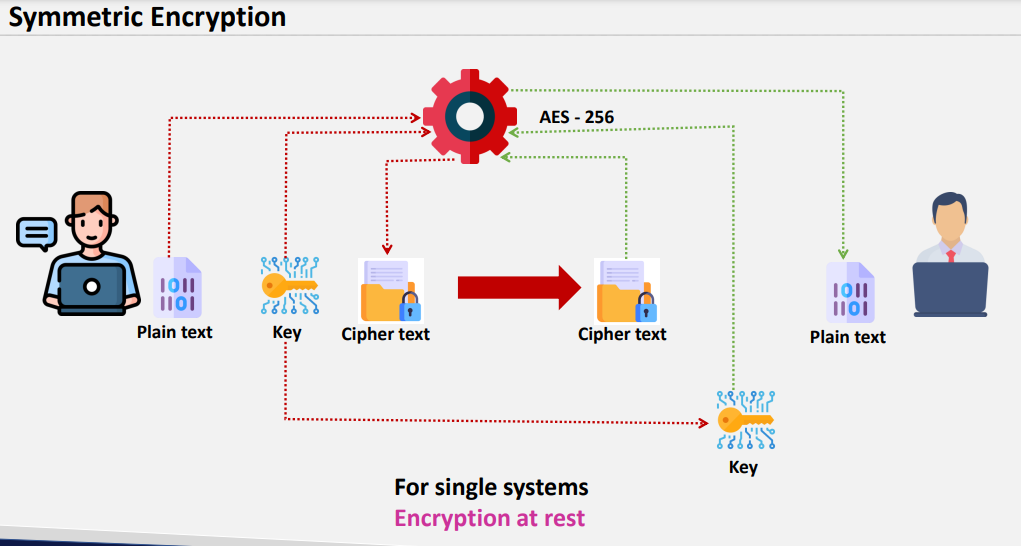 Symmetric Encryption
AES - 256
Plain text
Key
Cipher text
Cipher text
Plain text
Key
For single systems
Encryption at rest